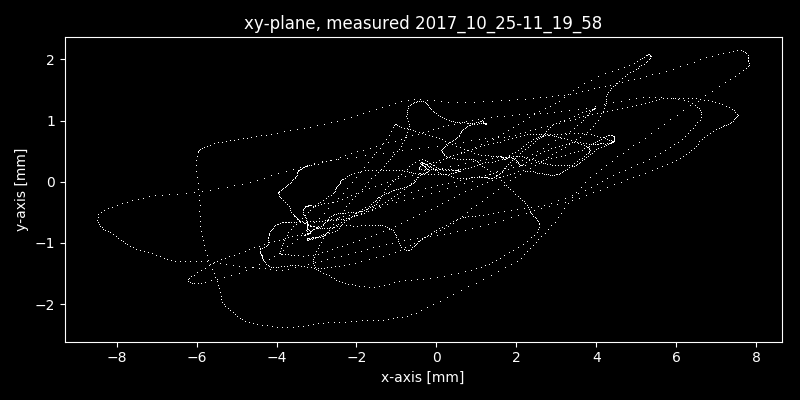 xy-plane, measured 2017_10_25-11_19_58
y-axis [mm]
2
1
0
−1
−2
−8 −6 −4 −2 0 2 4 6 8
x-axis [mm]